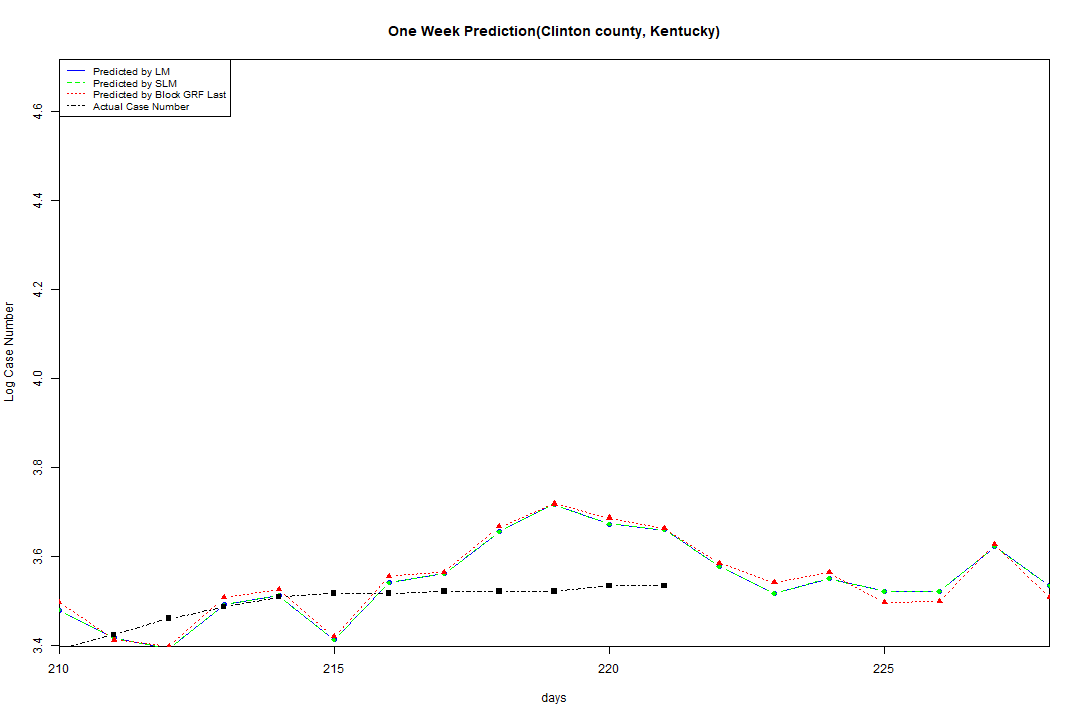 One Week Prediction(Clinton county, Kentucky)
Predicted by LM
Predicted by SLM
Predicted by Block GRF Last
Actual Case Number
4.6
4.4
4.2
4.0
3.8
3.6
3.4
Log Case Number
210
215
220
225
days